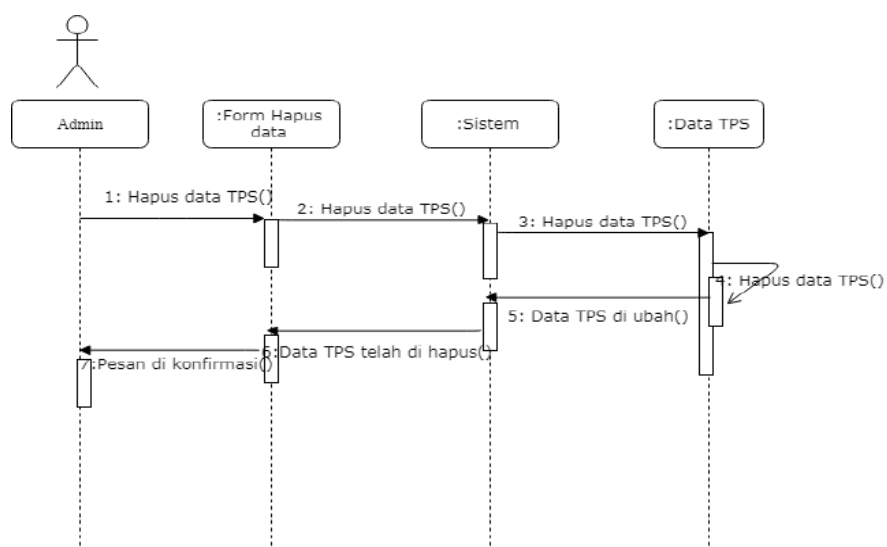 Admin
:Form Hapus
data
:Sistem
:Data TPS
1: Hapus data TPS()
2: Hapus data TPS()
3: Hapus data TPS()
4: Hapus data TPS()
5: Data TPS di ubah()
6:Data TPS telah di hapus()
7:Pesan di konfirmasi()